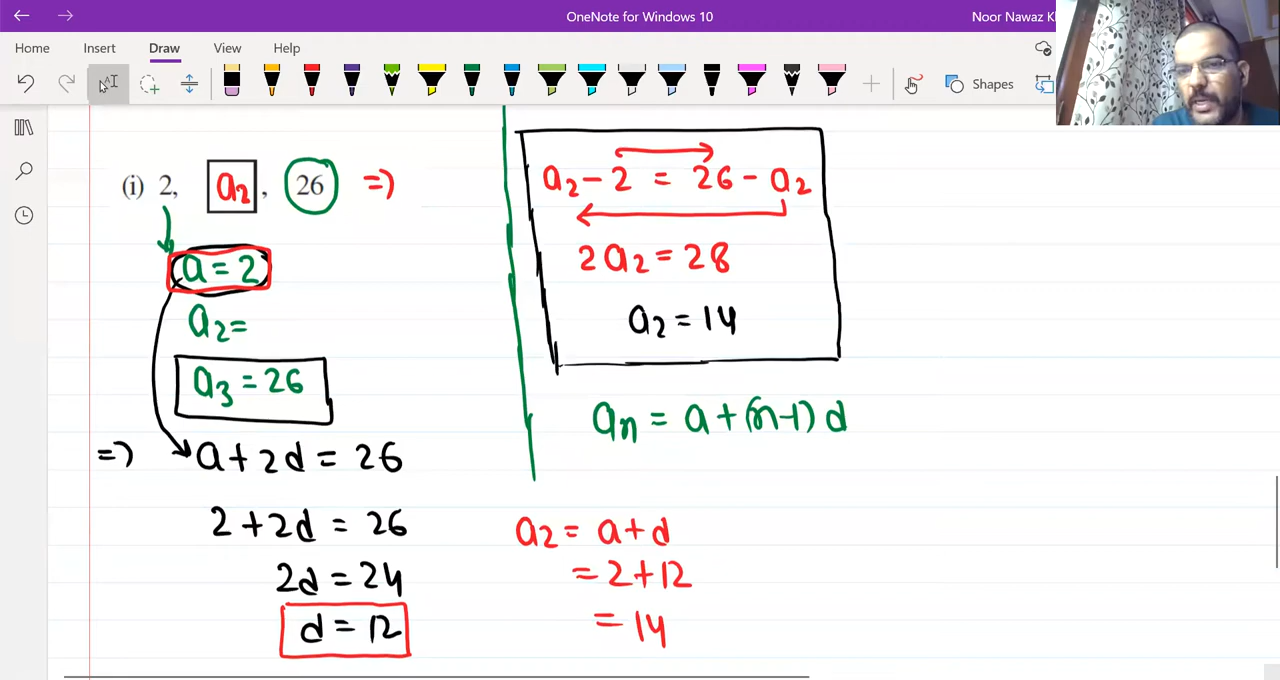 OneNote for Windows 10
Noor Nawaz
Home Insert Draw View Help
Shapes
(i) 2, a₂, 26 =>
a = 2
a₂ =
a₃ = 26
=> a + 2d = 26
2 + 2d = 26
2d = 24
d = 12
a₂ - 2 = 26 - a₂
2a₂ = 28
a₂ = 14
aₙ = a + (n-1) d
a₂ = a + d
= 2 + 12
= 14